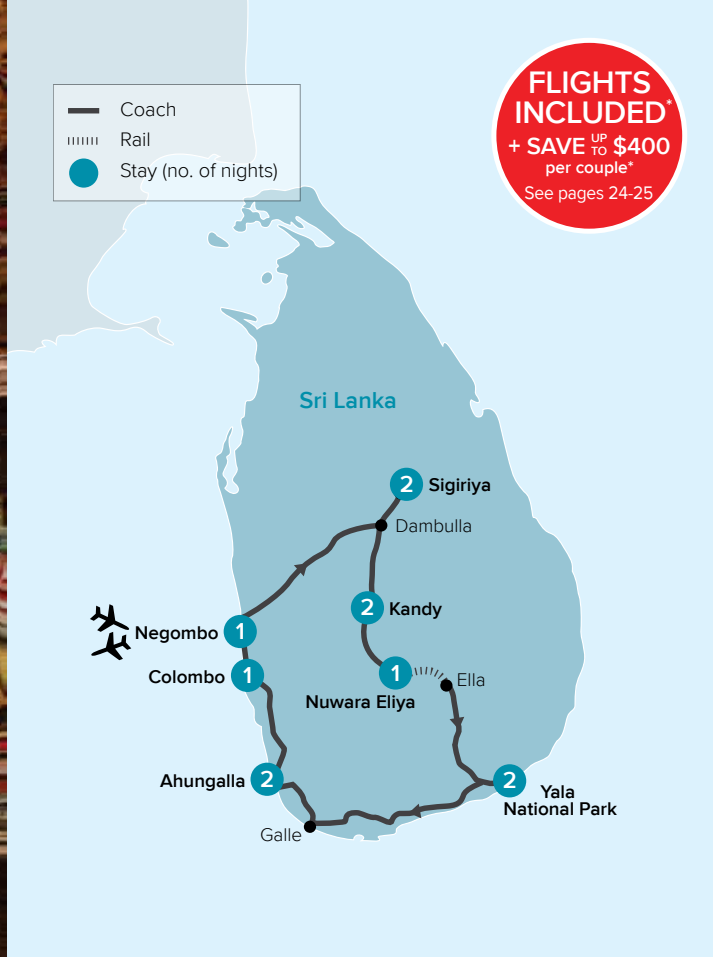 Coach
Rail
Stay (no. of nights)
FLIGHTS
INCLUDED*
+ SAVE UP TO $400
per couple*
See pages 24-25
Sri Lanka
2 Sigiriya
Dambulla
2 Kandy
Negombo 1
Colombo 1
1
Nuwara Eliya
Ella
Ahungalla 2
2
Yala
National Park
Galle